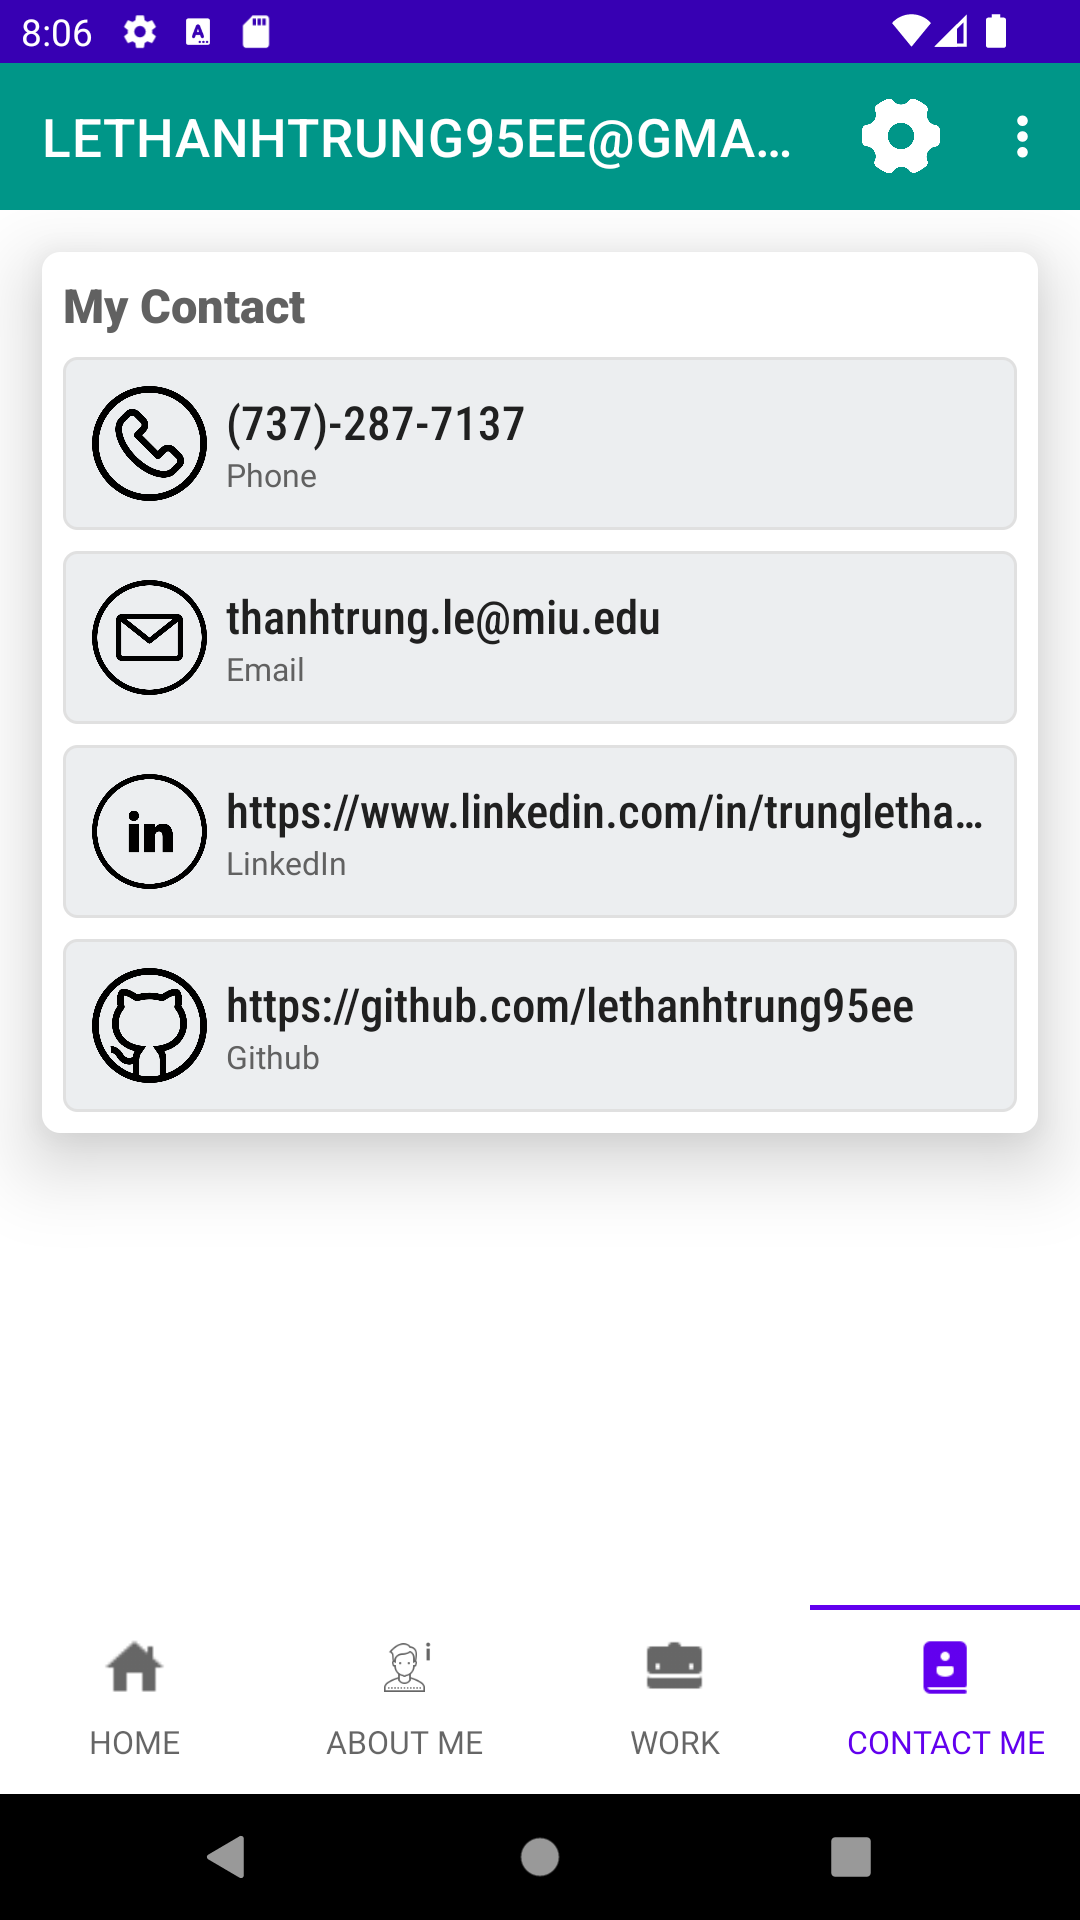 8:06
LETHANHTRUNG95EE@GMA...
My Contact
(737)-287-7137
Phone
thanhtrung.le@miu.edu
Email
https://www.linkedin.com/in/trungletha...
LinkedIn
https://github.com/lethanhtrung95ee
Github
HOME
ABOUT ME
WORK
CONTACT ME